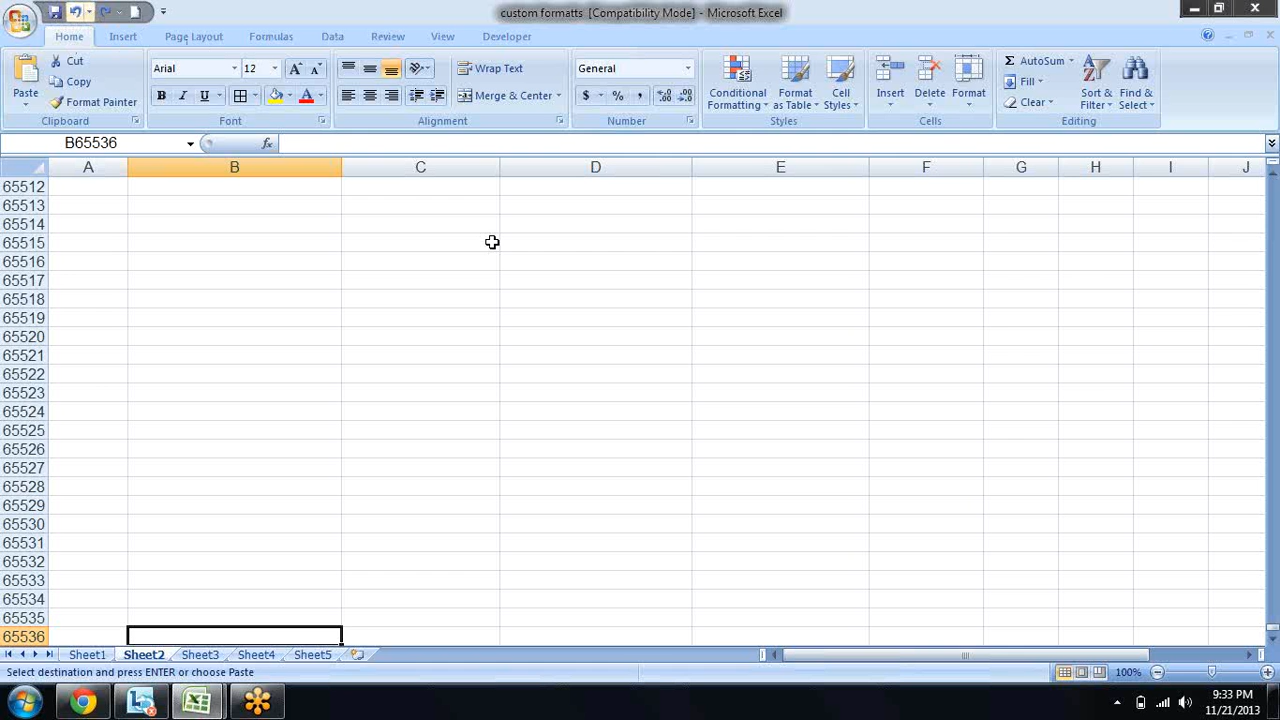 custom formatts [Compatibility Mode] - Microsoft Excel
Home Insert Page Layout Formulas Data Review View Developer
Paste Cut Copy Format Painter Clipboard
Arial 12 A A B I U A Font
Wrap Text Merge & Center Alignment
General $ % , .0 .00 .00 .0 Number
Conditional Formatting Format as Table Cell Styles Styles
Insert Delete Format Cells
Σ AutoSum Fill Clear Sort & Filter Find & Select Editing
B65536 fx
A B C D E F G H I J
65512
65513
65514
65515
65516
65517
65518
65519
65520
65521
65522
65523
65524
65525
65526
65527
65528
65529
65530
65531
65532
65533
65534
65535
65536
Sheet1 Sheet2 Sheet3 Sheet4 Sheet5
Select destination and press ENTER or choose Paste 100%
9:33 PM
11/21/2013